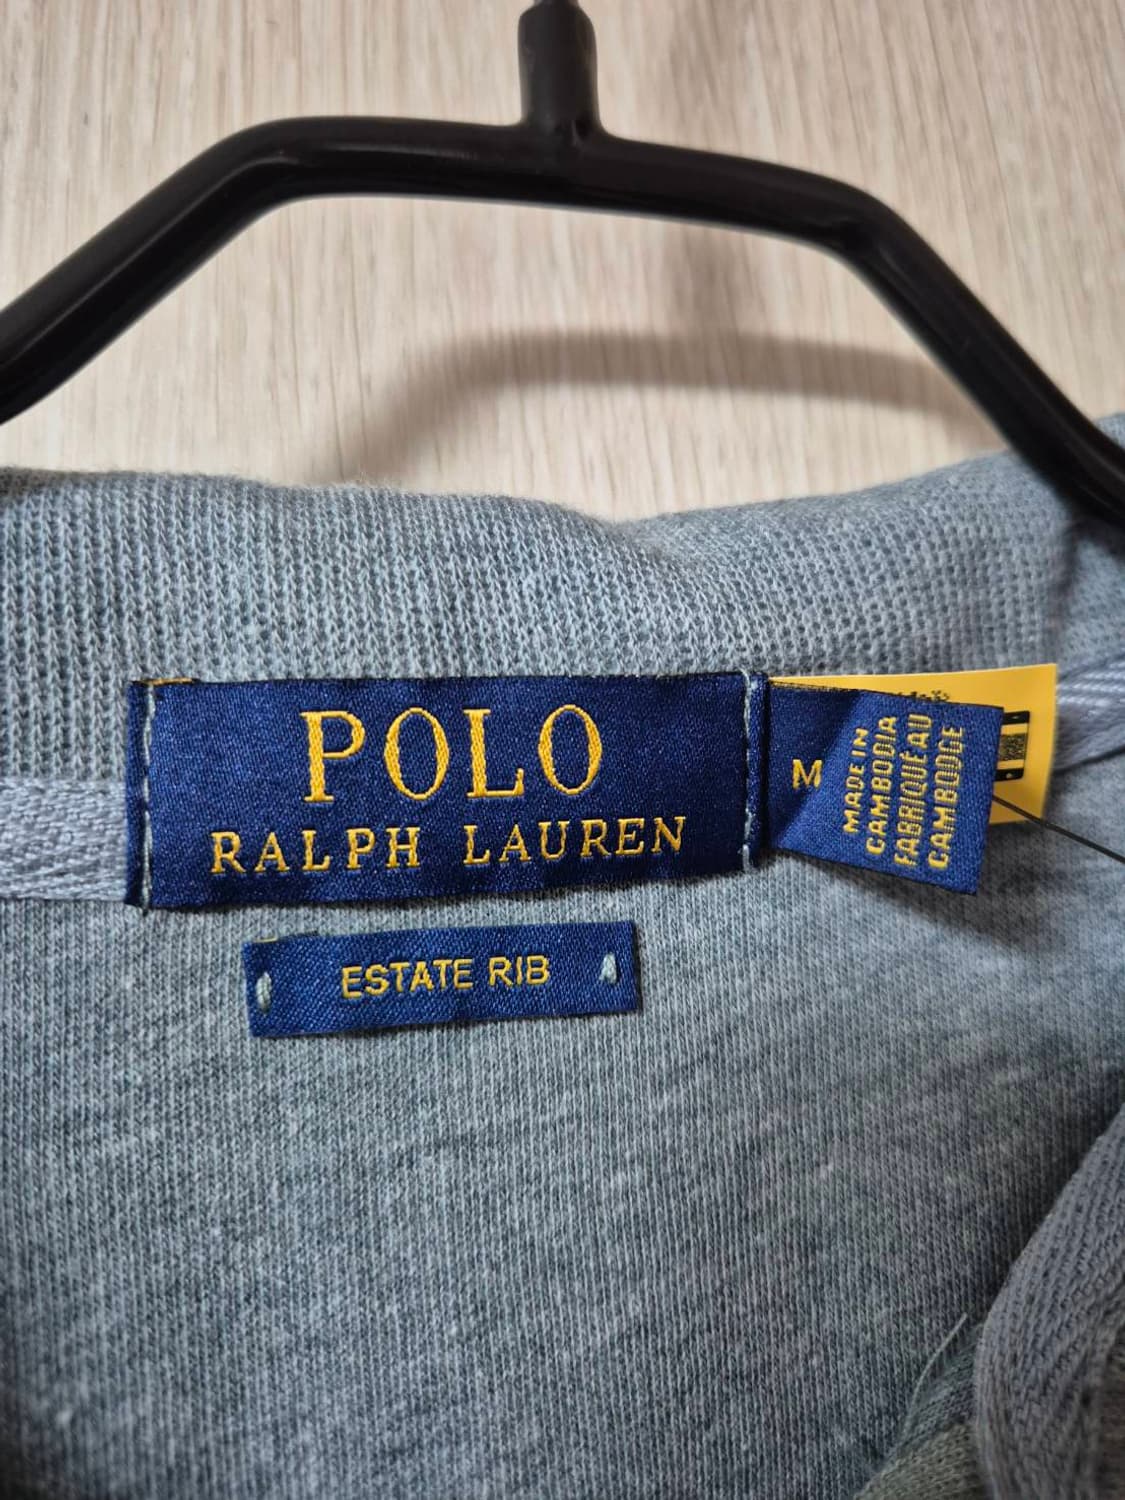 POLO
RALPH LAUREN
M
MADE IN
CAMBODIA
FABRIQUÉ AU
CAMBODGE
ESTATE RIB